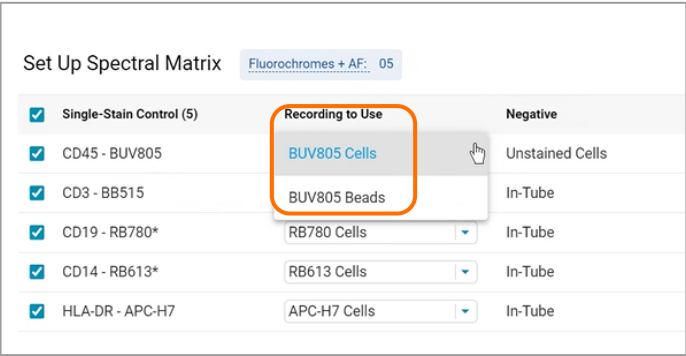 Set Up Spectral Matrix Fluorochromes + AF: 05
Single-Stain Control (5) Recording to Use Negative
CD45 - BUV805 BUV805 Cells Unstained Cells
CD3 - BB515 BUV805 Beads In-Tube
CD19 - RB780* RB780 Cells In-Tube
CD14 - RB613* RB613 Cells In-Tube
HLA-DR - APC-H7 APC-H7 Cells In-Tube